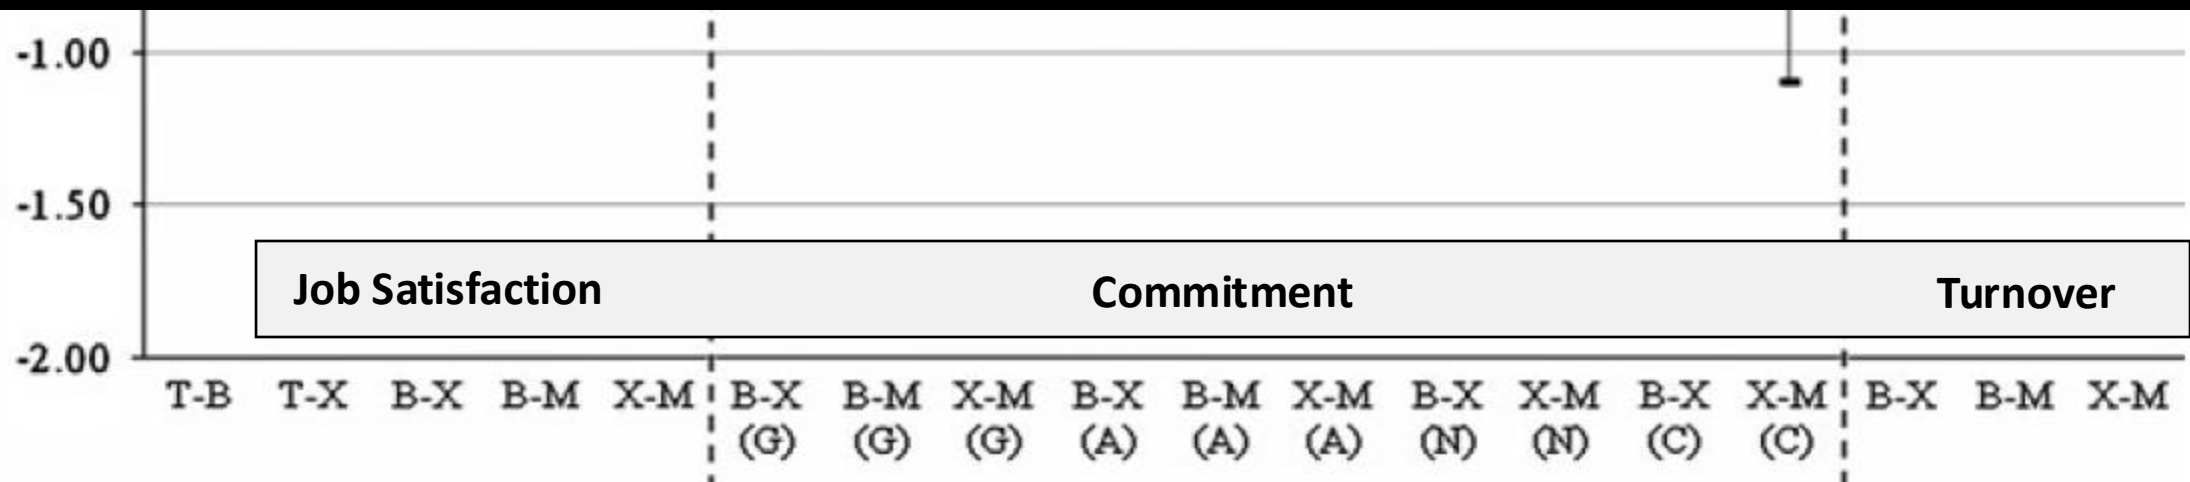 -1.00
-1.50
Job Satisfaction Commitment Turnover
-2.00
T-B T-X B-X B-M X-M B-X B-M X-M B-X B-M X-M B-X X-M B-X X-M B-X B-M X-M
(G) (G) (G) (A) (A) (A) (N) (N) (C) (C)